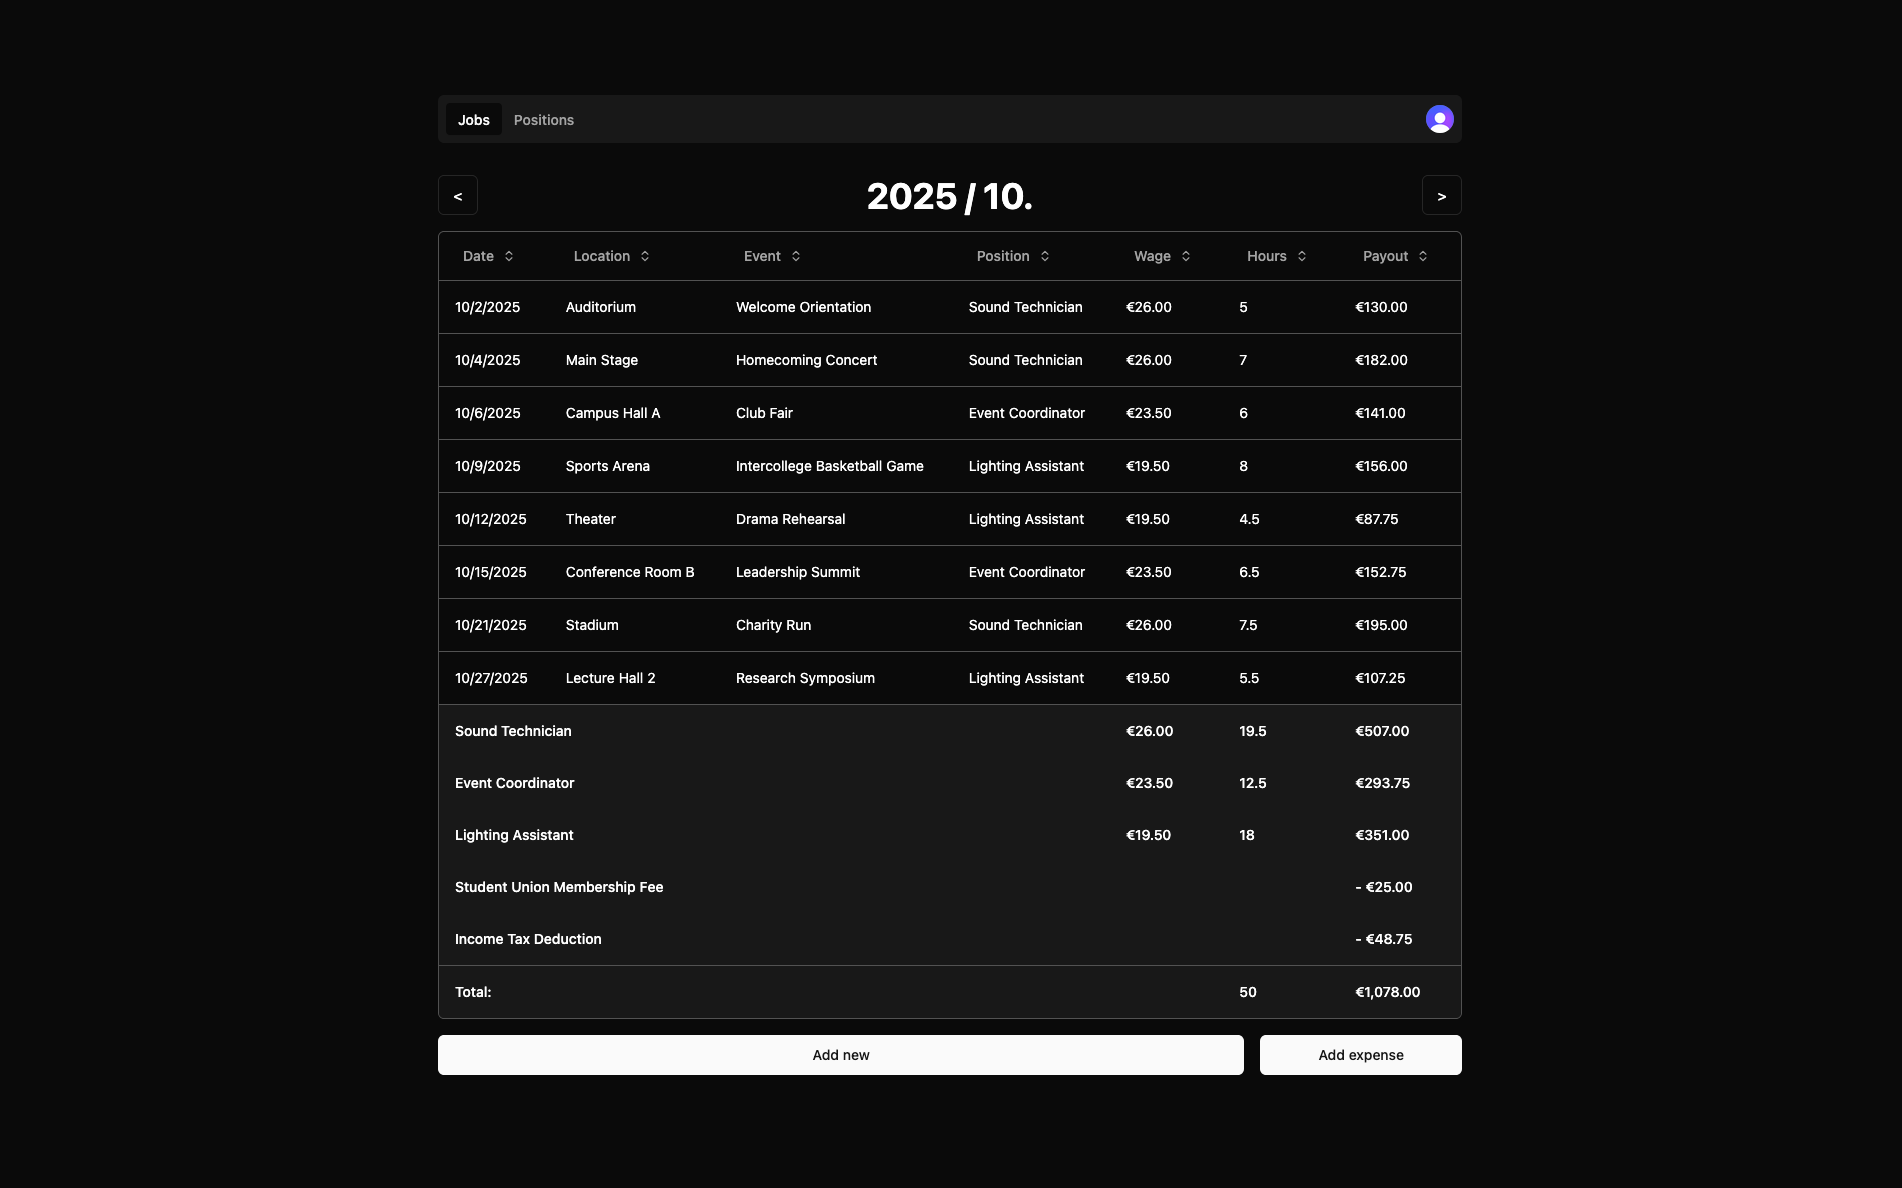 Jobs Positions
< 2025 / 10. >
Date Location Event Position Wage Hours Payout
10/2/2025 Auditorium Welcome Orientation Sound Technician €26.00 5 €130.00
10/4/2025 Main Stage Homecoming Concert Sound Technician €26.00 7 €182.00
10/6/2025 Campus Hall A Club Fair Event Coordinator €23.50 6 €141.00
10/9/2025 Sports Arena Intercollege Basketball Game Lighting Assistant €19.50 8 €156.00
10/12/2025 Theater Drama Rehearsal Lighting Assistant €19.50 4.5 €87.75
10/15/2025 Conference Room B Leadership Summit Event Coordinator €23.50 6.5 €152.75
10/21/2025 Stadium Charity Run Sound Technician €26.00 7.5 €195.00
10/27/2025 Lecture Hall 2 Research Symposium Lighting Assistant €19.50 5.5 €107.25
Sound Technician €26.00 19.5 €507.00
Event Coordinator €23.50 12.5 €293.75
Lighting Assistant €19.50 18 €351.00
Student Union Membership Fee - €25.00
Income Tax Deduction - €48.75
Total: 50 €1,078.00
Add new Add expense